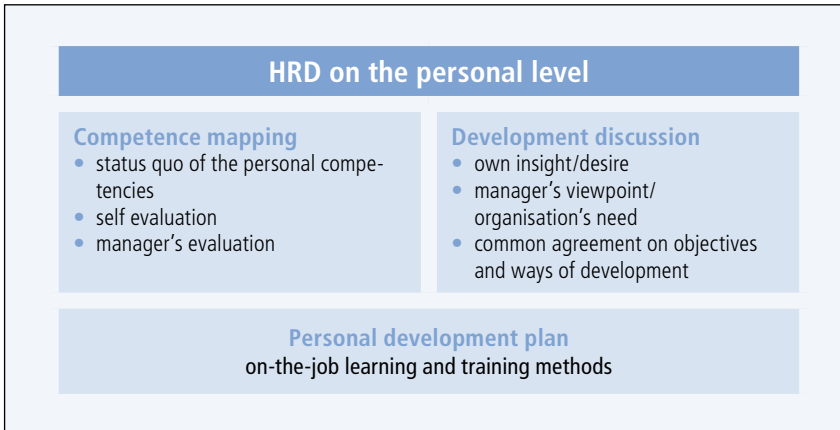 HRD on the personal level
Competence mapping
• status quo of the personal compe-
tencies
• self evaluation
• manager's evaluation
Development discussion
• own insight/desire
• manager's viewpoint/
organisation's need
• common agreement on objectives
and ways of development
Personal development plan
on-the-job learning and training methods